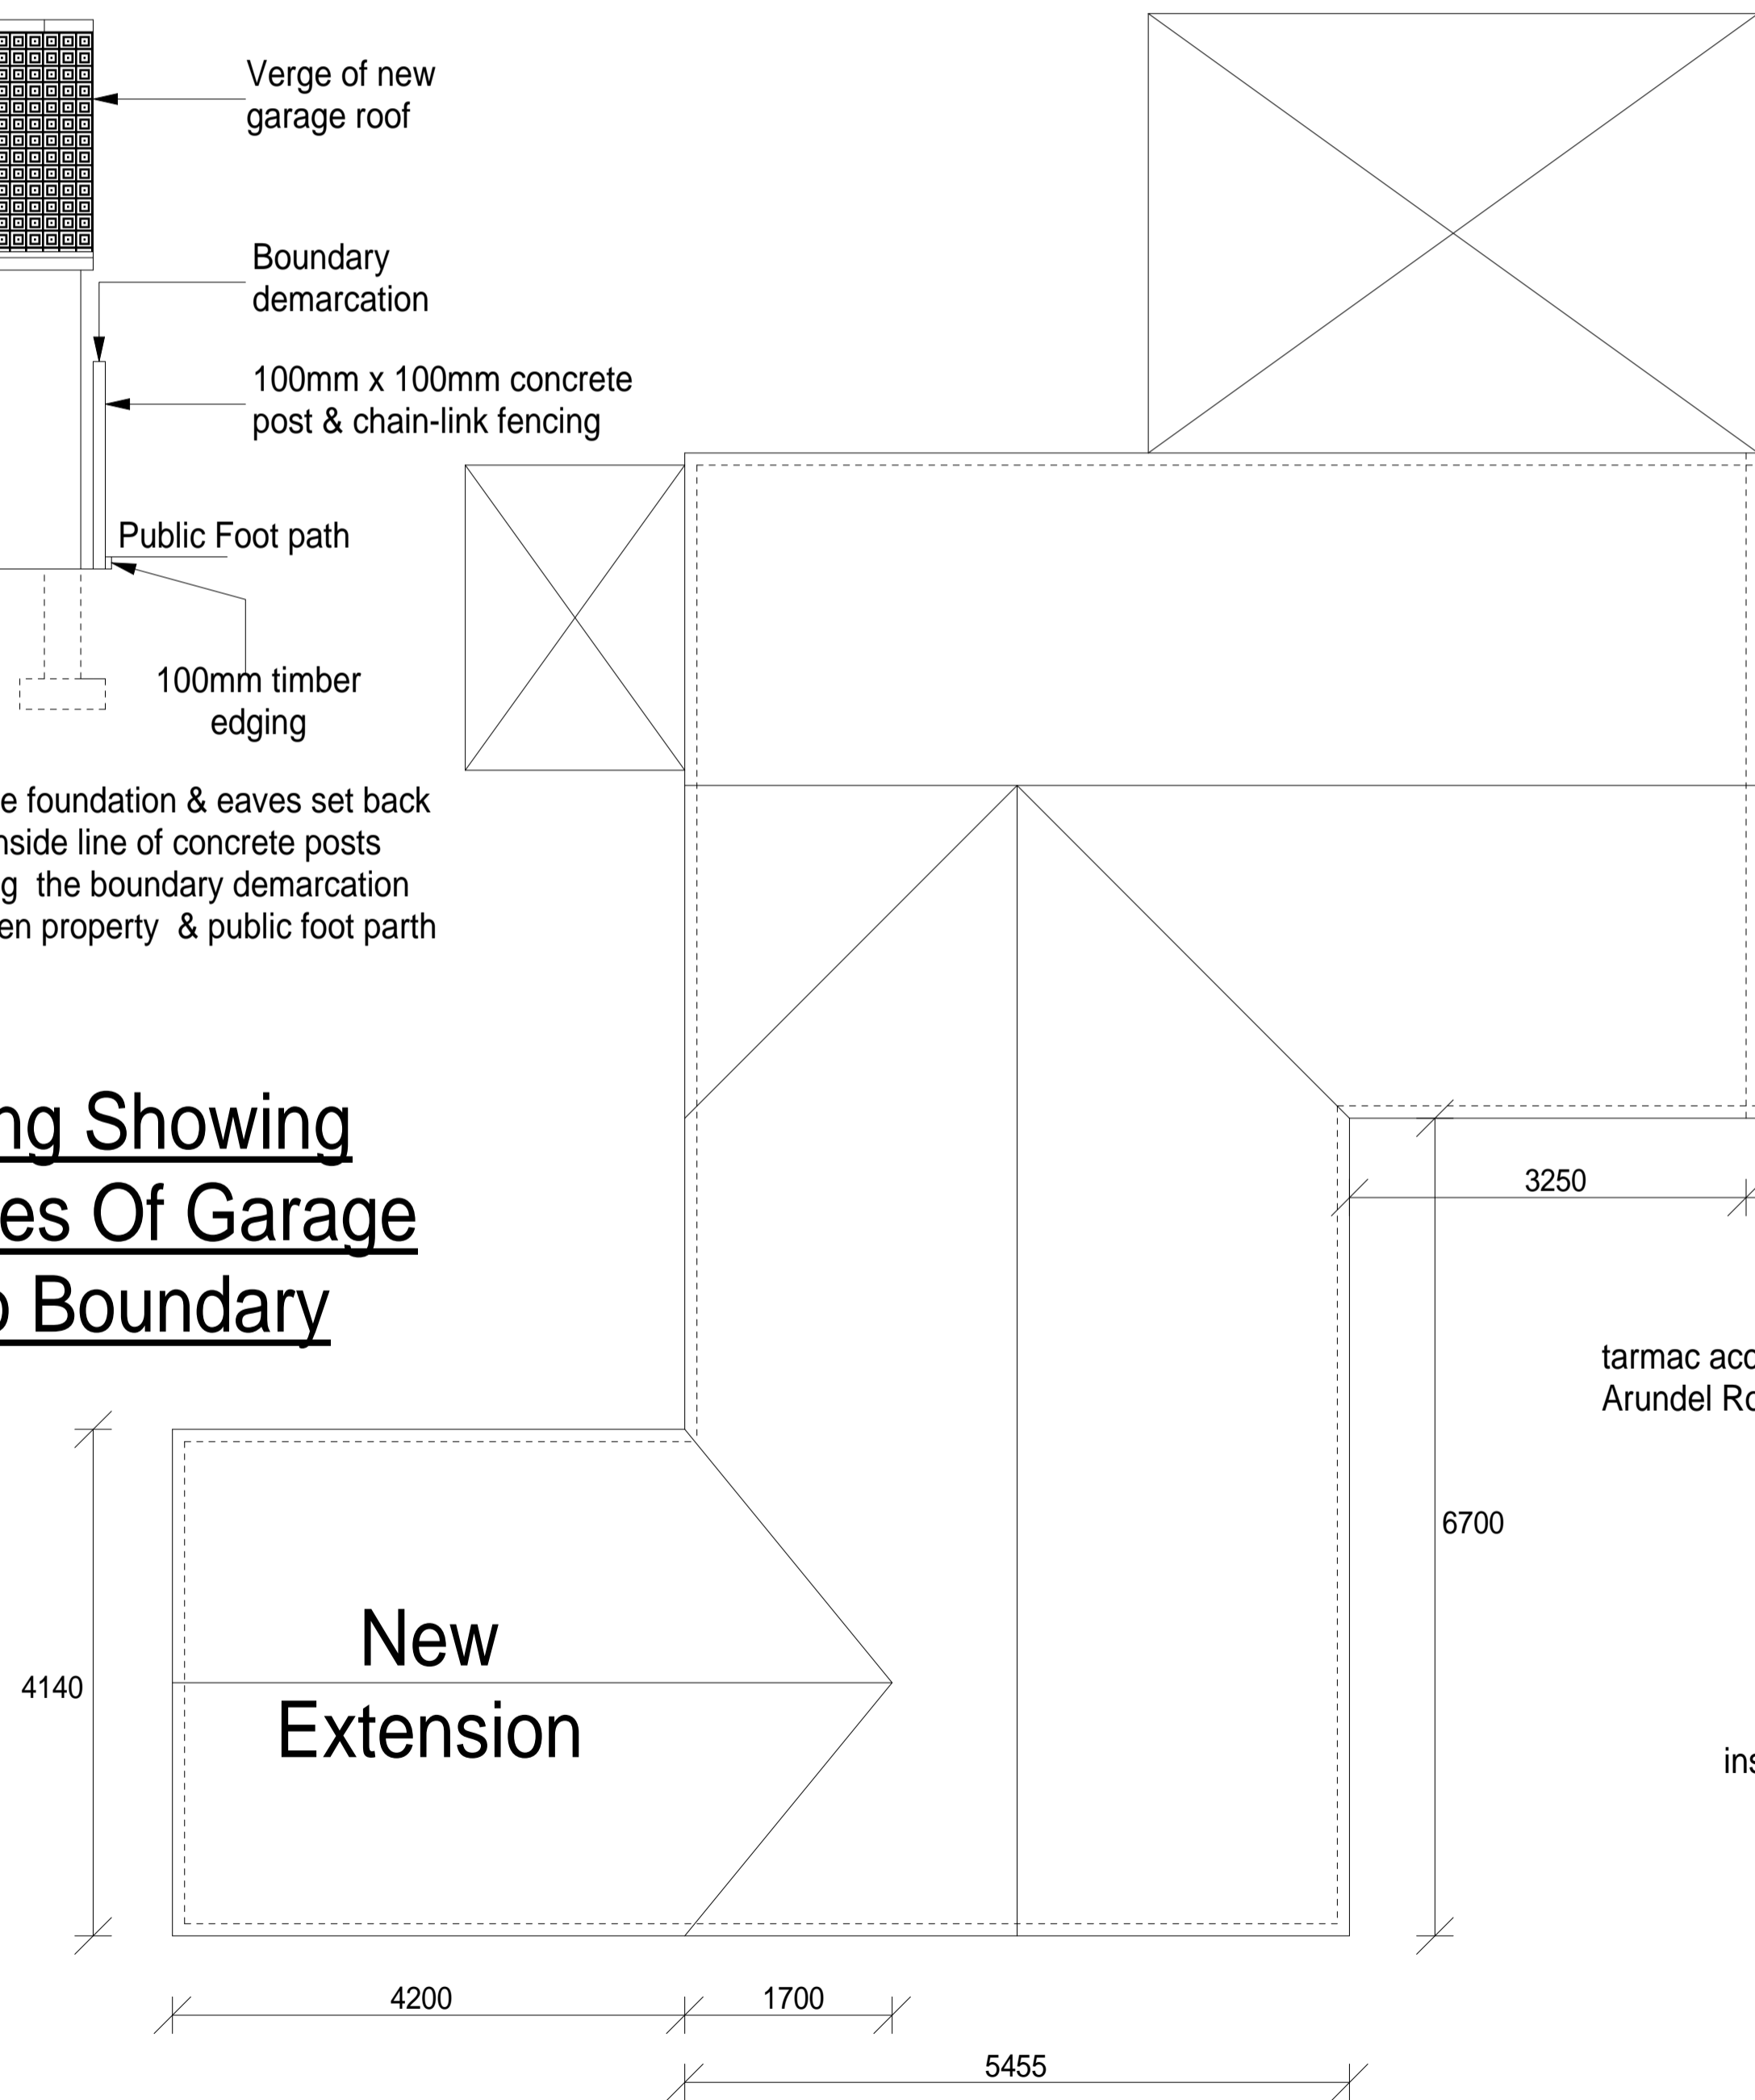 Verge of new
garage roof
Boundary
demarcation
100mm x 100mm concrete
post & chain-link fencing
Public Foot path
100mm timber
edging
e foundation & eaves set back
nside line of concrete posts
g the boundary demarcation
en property & public foot parth
ng Showing
es Of Garage
o Boundary
3250
tarmac acc
Arundel Ro
6700
New
Extension
4140
ins
4200
1700
5455